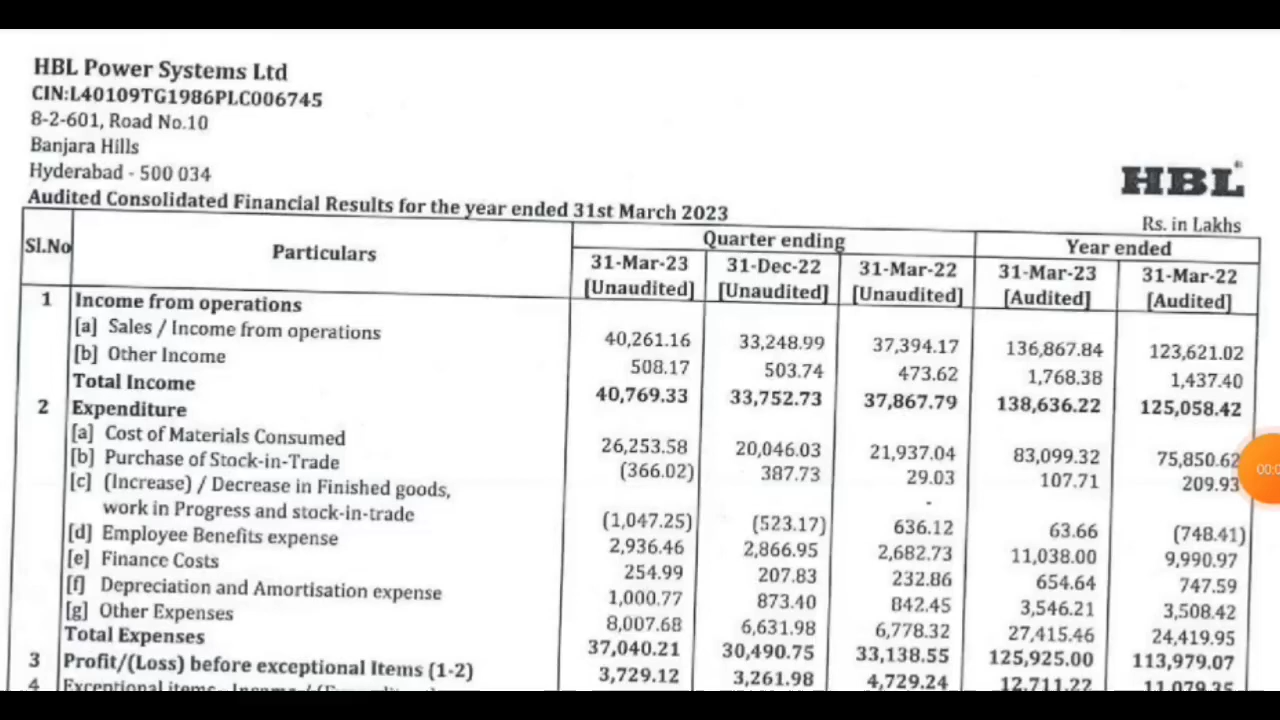 HBL Power Systems Ltd
CIN:L40109TG1986PLC006745
8-2-601, Road No.10
Banjara Hills
Hyderabad - 500 034
HBL
Audited Consolidated Financial Results for the year ended 31st March 2023
Rs. in Lakhs
Sl.No Particulars Quarter ending Year ended
31-Mar-23 31-Dec-22 31-Mar-22 31-Mar-23 31-Mar-22
[Unaudited] [Unaudited] [Unaudited] [Audited] [Audited]
1 Income from operations
[a] Sales / Income from operations 40,261.16 33,248.99 37,394.17 136,867.84 123,621.02
[b] Other Income 508.17 503.74 473.62 1,768.38 1,437.40
Total Income 40,769.33 33,752.73 37,867.79 138,636.22 125,058.42
2 Expenditure
[a] Cost of Materials Consumed 26,253.58 20,046.03 21,937.04 83,099.32 75,850.62
[b] Purchase of Stock-in-Trade (366.02) 387.73 29.03 107.71 209.93
[c] (Increase) / Decrease in Finished goods, -
work in Progress and stock-in-trade (1,047.25) (523.17) 636.12 63.66 (748.41)
[d] Employee Benefits expense 2,936.46 2,866.95 2,682.73 11,038.00 9,990.97
[e] Finance Costs 254.99 207.83 232.86 654.64 747.59
[f] Depreciation and Amortisation expense 1,000.77 873.40 842.45 3,546.21 3,508.42
[g] Other Expenses 8,007.68 6,631.98 6,778.32 27,415.46 24,419.95
Total Expenses 37,040.21 30,490.75 33,138.55 125,925.00 113,979.07
3 Profit/(Loss) before exceptional Items (1-2) 3,729.12 3,261.98 4,729.24 12,711.22 11,079.35
4 Exceptional items